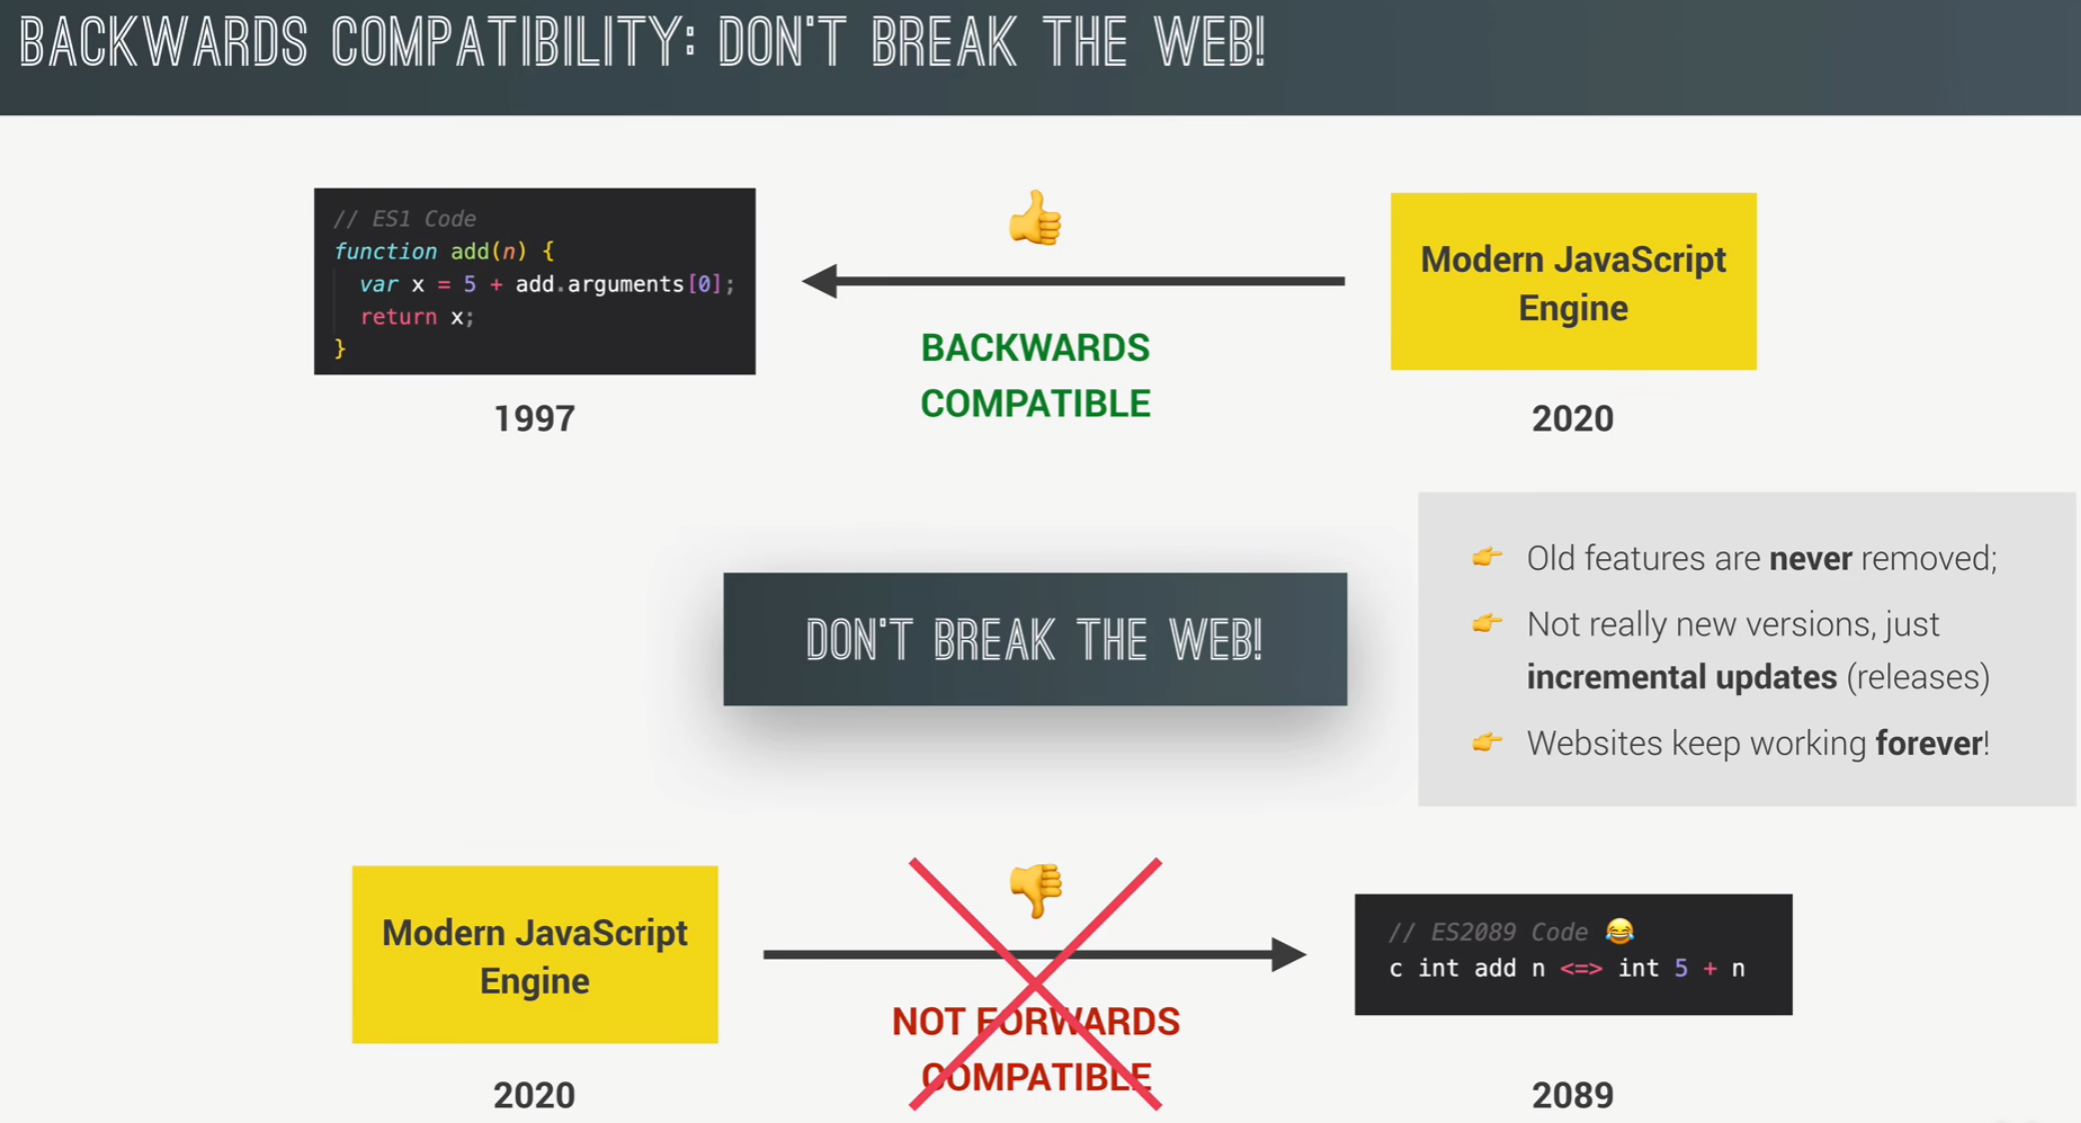 BACKWARDS COMPATIBILITY: DON'T BREAK THE WEB!
// ES1 Code
function add(n) {
var x = 5 + add.arguments[0];
return x;
}
1997
👍
BACKWARDS
COMPATIBLE
Modern JavaScript
Engine
2020
DON'T BREAK THE WEB!
👉 Old features are never removed;
👉 Not really new versions, just
incremental updates (releases)
👉 Websites keep working forever!
Modern JavaScript
Engine
2020
👎
NOT FORWARDS
COMPATIBLE
// ES2089 Code 😂
c int add n <=> int 5 + n
2089